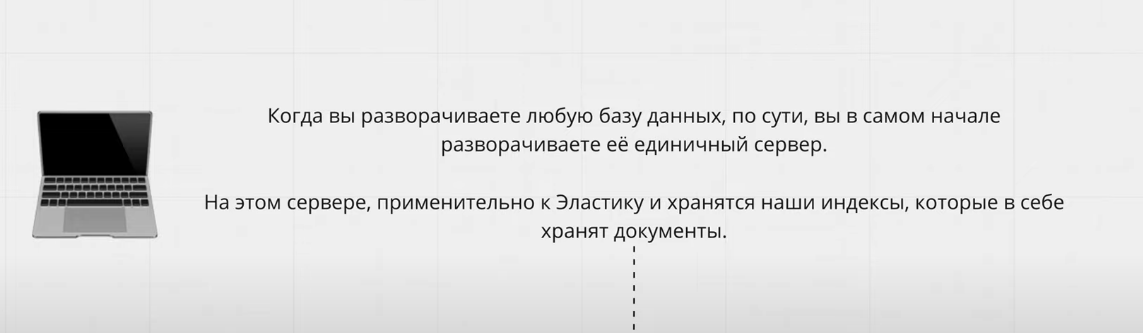 Когда вы разворачиваете любую базу данных, по сути, вы в самом начале
разворачиваете её единичный сервер.
На этом сервере, применительно к Эластику и хранятся наши индексы, которые в себе
хранят документы.